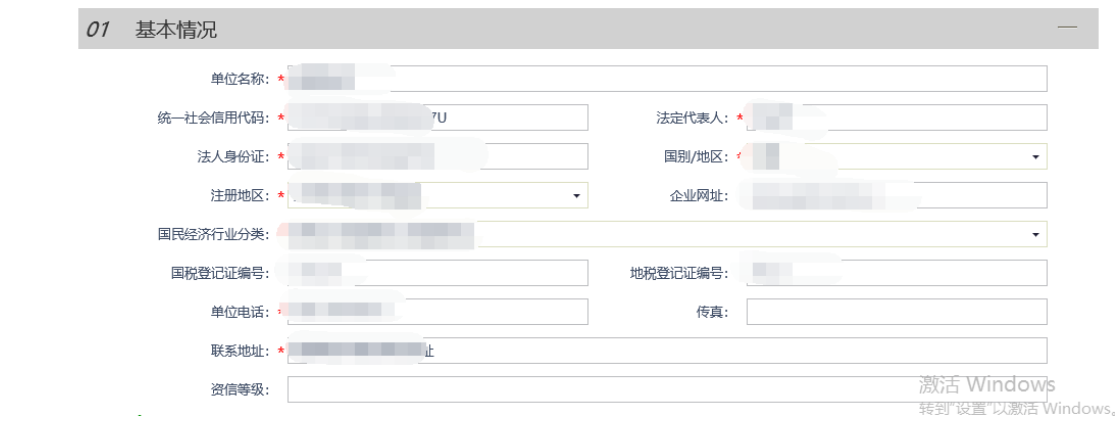 01 基本情况 —
单位名称: *
统一社会信用代码: * 7U 法定代表人: *
法人身份证: * 国别/地区: *
注册地区: * 企业网址:
国民经济行业分类:
国税登记证编号: 地税登记证编号:
单位电话: * 传真:
联系地址: * 址
资信等级:
激活 Windows
转到"设置"以激活 Windows。